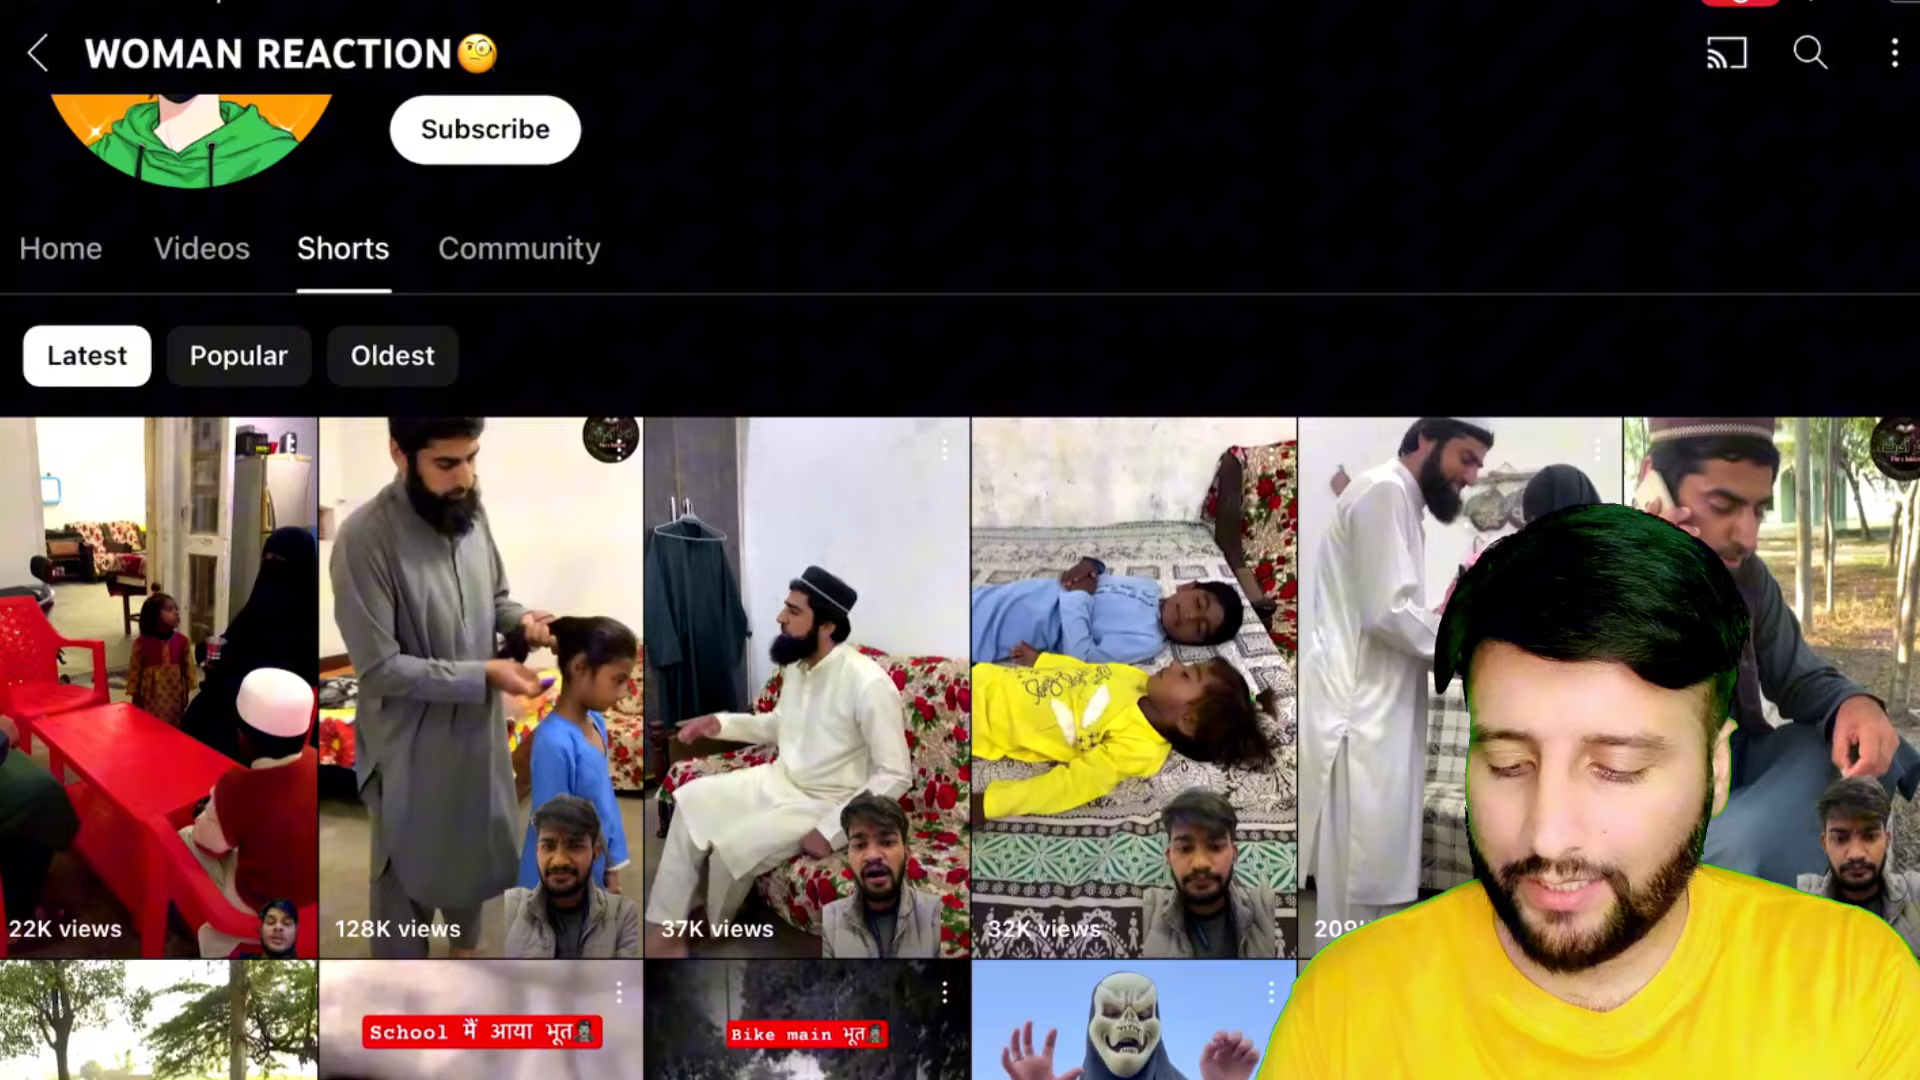 WOMAN REACTION🧐
Subscribe
Home Videos Shorts Community
Latest Popular Oldest
22K views
128K views
37K views
32K views
School मैं आया भूत
Bike main भूत